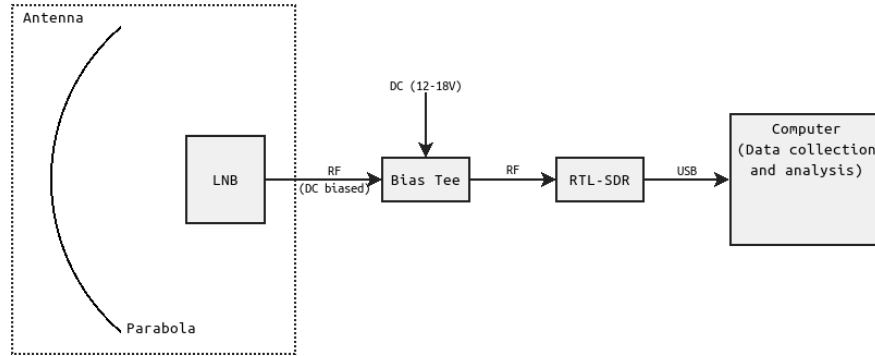 Antenna
DC (12-18V)
Computer
(Data collection
and analysis)
LNB
RF
(DC biased)
Bias Tee
RF
RTL-SDR
USB
Parabola